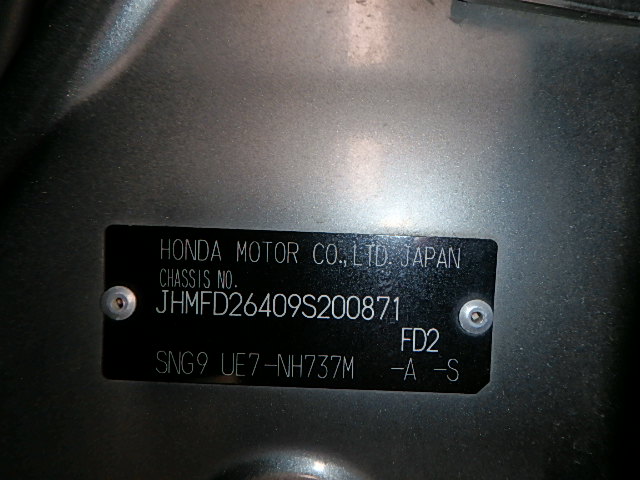 HONDA MOTOR CO.,LTD.JAPAN
CHASSIS NO.
JHMFD26409S200871
FD2
SNG9 UE7-NH737M -A -S